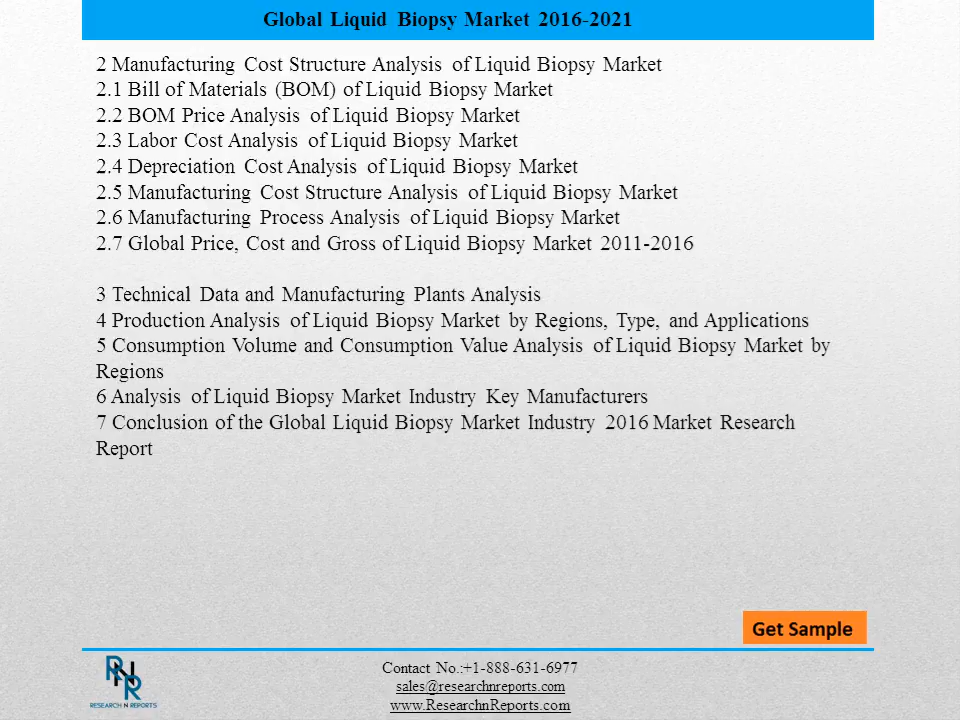 Global Liquid Biopsy Market 2016-2021
2 Manufacturing Cost Structure Analysis of Liquid Biopsy Market
2.1 Bill of Materials (BOM) of Liquid Biopsy Market
2.2 BOM Price Analysis of Liquid Biopsy Market
2.3 Labor Cost Analysis of Liquid Biopsy Market
2.4 Depreciation Cost Analysis of Liquid Biopsy Market
2.5 Manufacturing Cost Structure Analysis of Liquid Biopsy Market
2.6 Manufacturing Process Analysis of Liquid Biopsy Market
2.7 Global Price, Cost and Gross of Liquid Biopsy Market 2011-2016
3 Technical Data and Manufacturing Plants Analysis
4 Production Analysis of Liquid Biopsy Market by Regions, Type, and Applications
5 Consumption Volume and Consumption Value Analysis of Liquid Biopsy Market by
Regions
6 Analysis of Liquid Biopsy Market Industry Key Manufacturers
7 Conclusion of the Global Liquid Biopsy Market Industry 2016 Market Research
Report
Get Sample
RNR
RESEARCH N REPORTS
Contact No.:+1-888-631-6977
sales@researchnreports.com
www.ResearchnReports.com